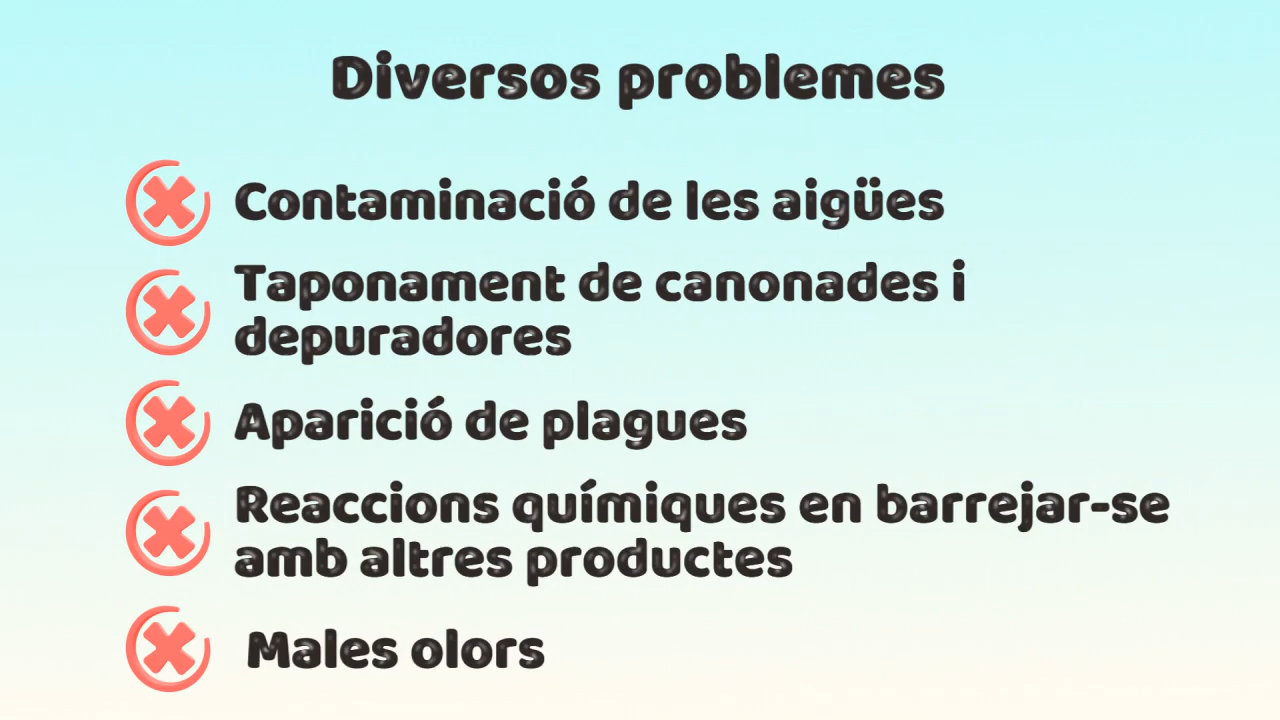 Diversos problemes
Contaminació de les aigües
Taponament de canonades i
depuradores
Aparició de plagues
Reaccions químiques en barrejar-se
amb altres productes
Males olors